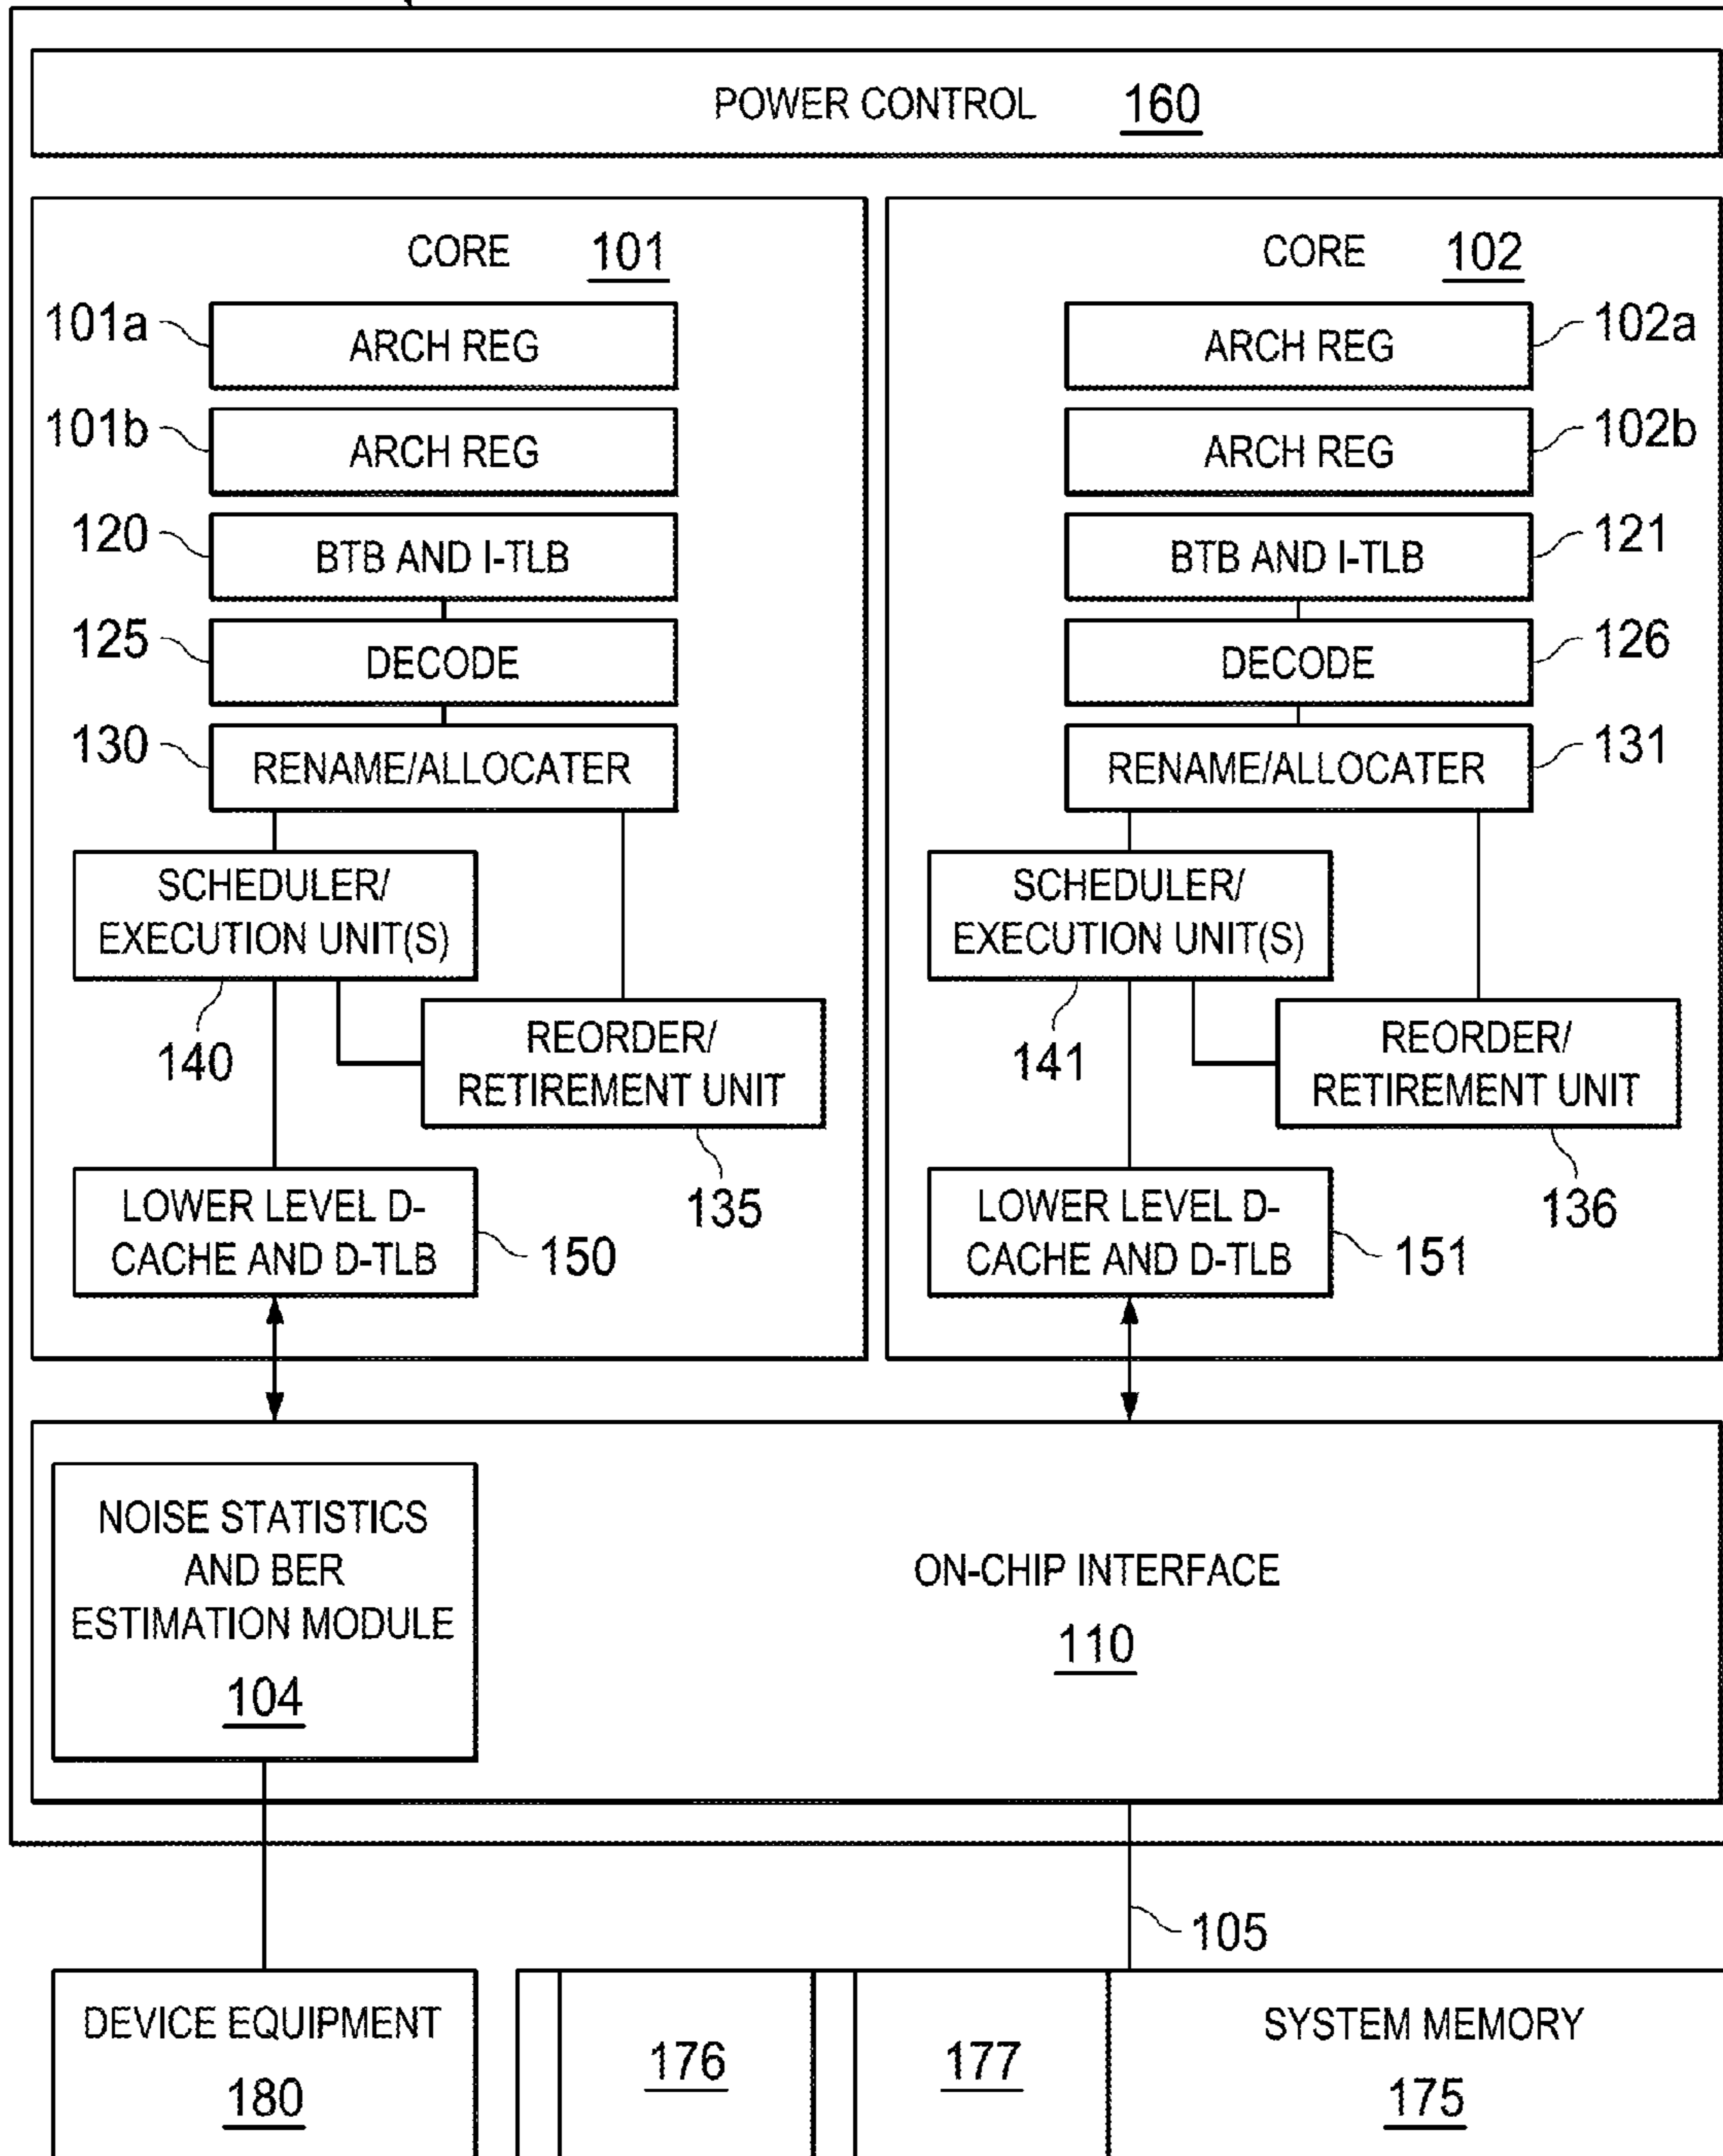 POWER CONTROL 160
CORE 101
101a ARCH REG
101b ARCH REG
120 BTB AND I-TLB
125 DECODE
130 RENAME/ALLOCATER
SCHEDULER/
EXECUTION UNIT(S)
140
REORDER/
RETIREMENT UNIT
135
LOWER LEVEL D-
CACHE AND D-TLB
150
CORE 102
ARCH REG 102a
ARCH REG 102b
BTB AND I-TLB 121
DECODE 126
RENAME/ALLOCATER 131
SCHEDULER/
EXECUTION UNIT(S)
141
REORDER/
RETIREMENT UNIT
136
LOWER LEVEL D-
CACHE AND D-TLB
151
NOISE STATISTICS
AND BER
ESTIMATION MODULE
104
ON-CHIP INTERFACE
110
105
DEVICE EQUIPMENT
180
176
177
SYSTEM MEMORY
175